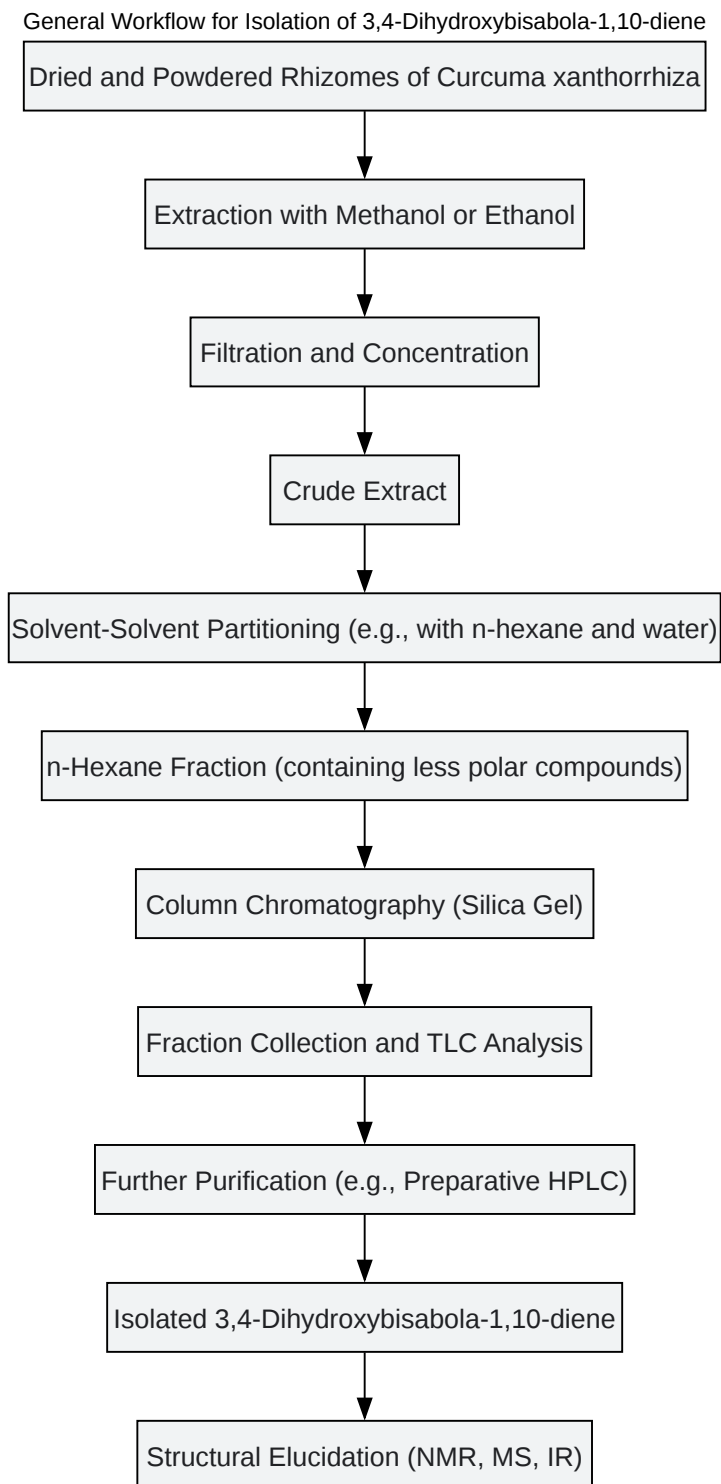 General Workflow for Isolation of 3,4-Dihydroxybisabola-1,10-diene
Dried and Powdered Rhizomes of Curcuma xanthorrhiza
Extraction with Methanol or Ethanol
Filtration and Concentration
Crude Extract
Solvent-Solvent Partitioning (e.g., with n-hexane and water)
n-Hexane Fraction (containing less polar compounds)
Column Chromatography (Silica Gel)
Fraction Collection and TLC Analysis
Further Purification (e.g., Preparative HPLC)
Isolated 3,4-Dihydroxybisabola-1,10-diene
Structural Elucidation (NMR, MS, IR)